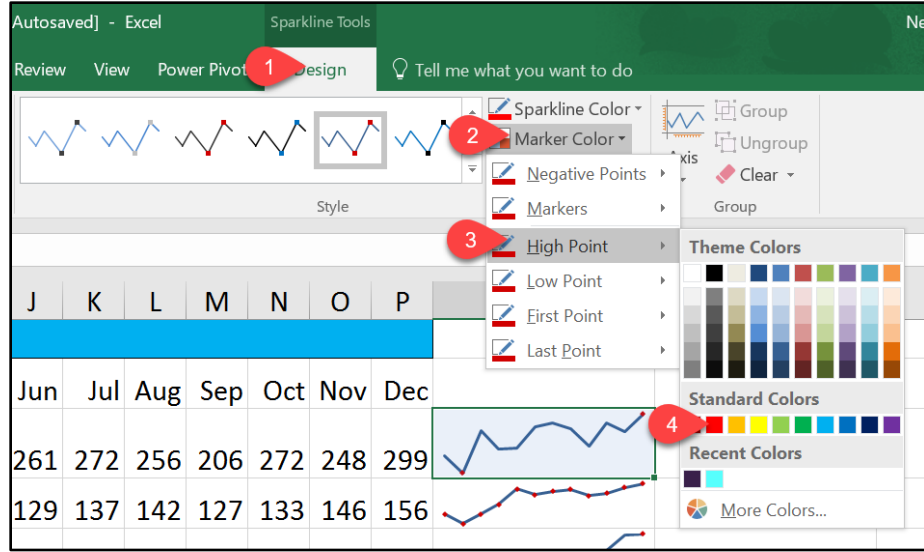 Autosaved] - Excel
Sparkline Tools
Ne
Review View Power Pivot Design Tell me what you want to do
1
Sparkline Color
Marker Color
2
Group
Ungroup
Clear
Style
Group
Negative Points
Markers
3
High Point
Low Point
First Point
Last Point
Theme Colors
Standard Colors
4
Recent Colors
More Colors...
J K L M N O P
Jun Jul Aug Sep Oct Nov Dec
261 272 256 206 272 248 299
129 137 142 127 133 146 156